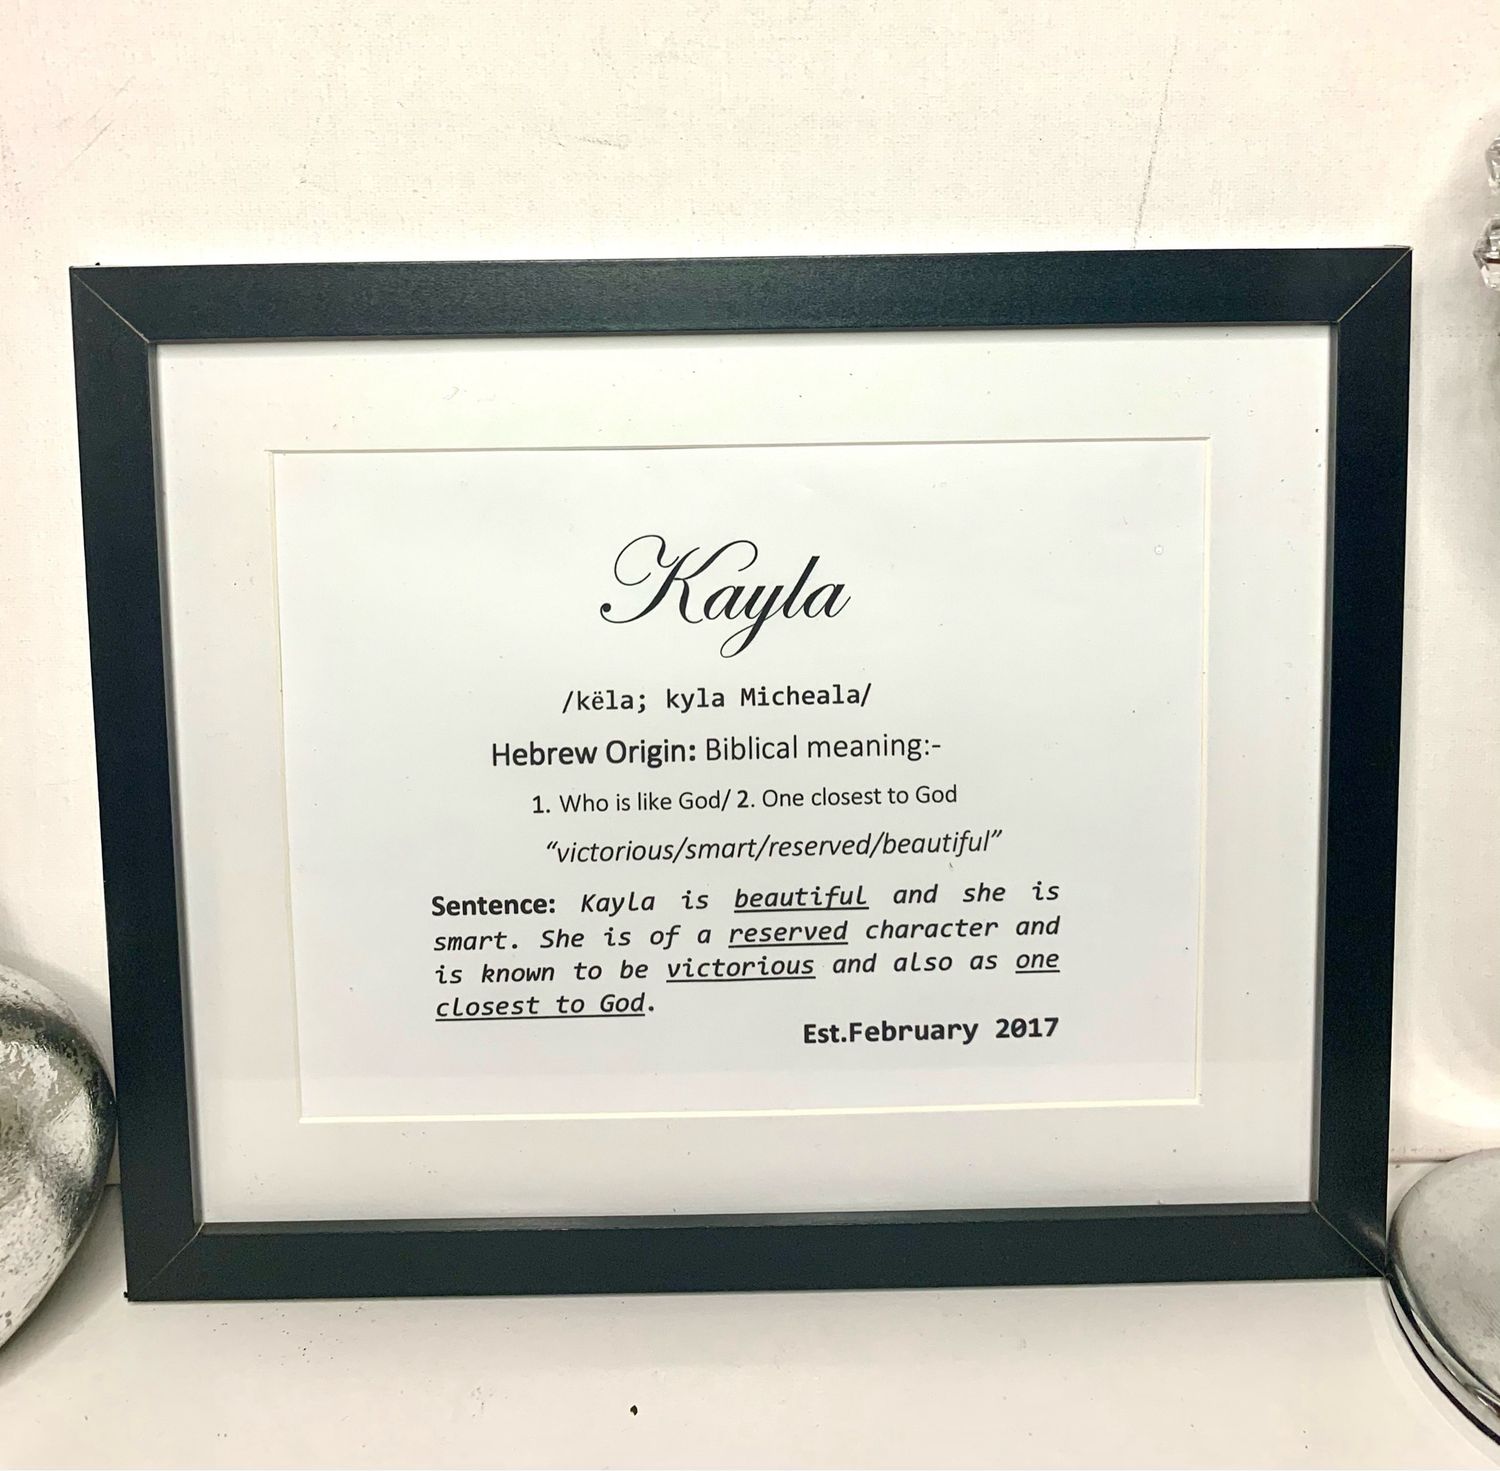 Kayla
/këla; kyla Micheala/
Hebrew Origin: Biblical meaning:-
1. Who is like God/ 2. One closest to God
“victorious/smart/reserved/beautiful”
Sentence: Kayla is beautiful and she is
smart. She is of a reserved character and
is known to be victorious and also as one
closest to God.
Est.February 2017